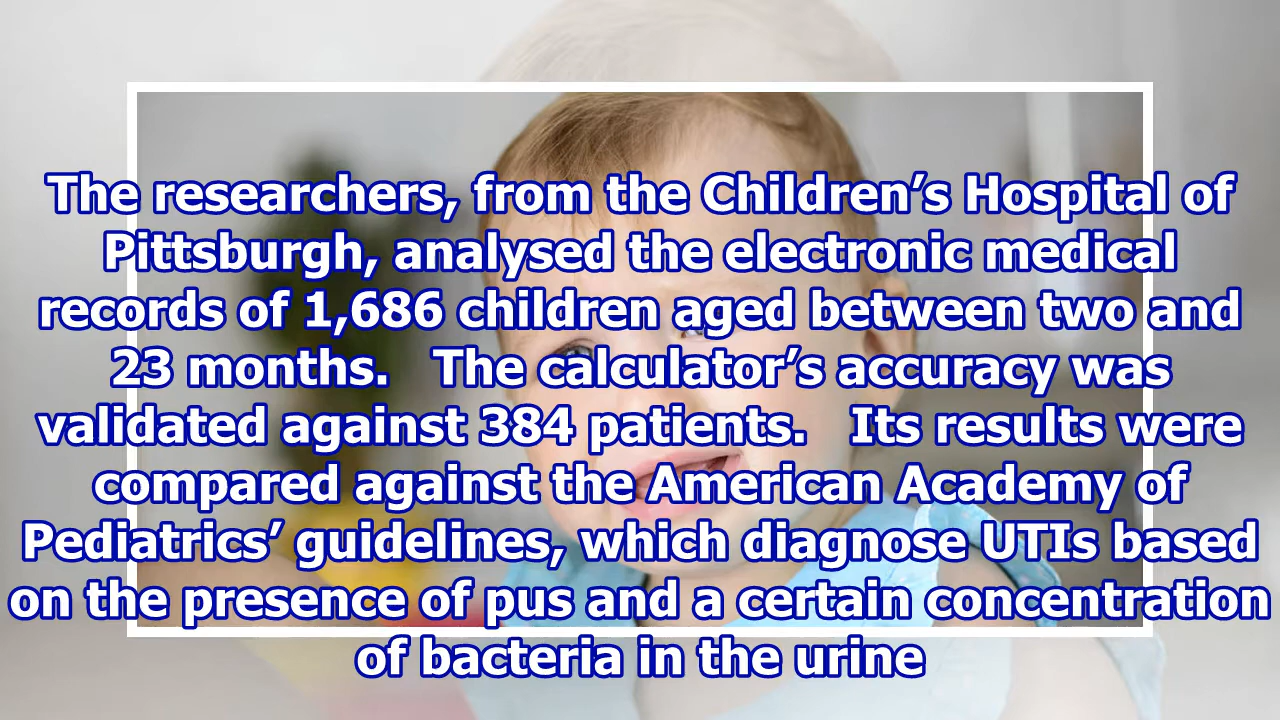 The researchers, from the Children’s Hospital of
Pittsburgh, analysed the electronic medical
records of 1,686 children aged between two and
23 months.   The calculator’s accuracy was
validated against 384 patients.   Its results were
compared against the American Academy of
Pediatrics’ guidelines, which diagnose UTIs based
on the presence of pus and a certain concentration
of bacteria in the urine